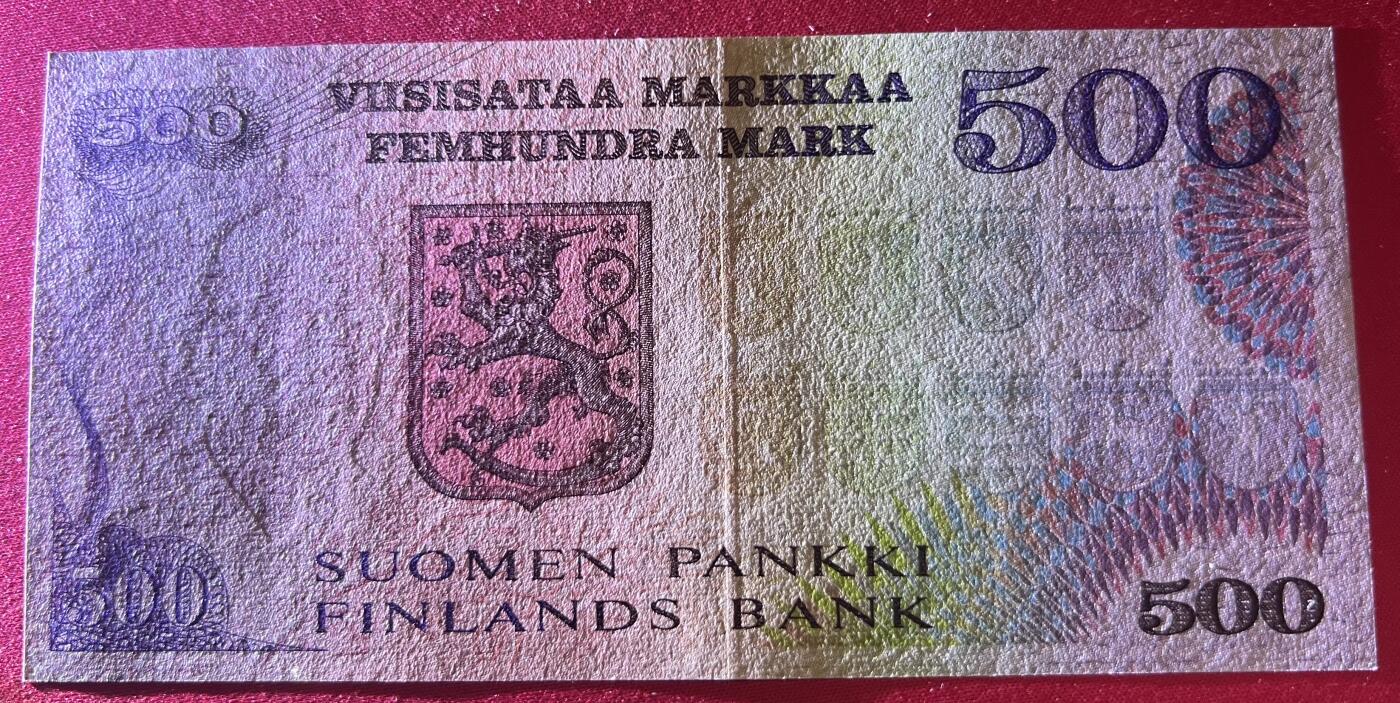 500
VIISISATAA MARKKAA
FEMHUNDRA MARK
500
SUOMEN PANKKI
FINLANDS BANK
500
500